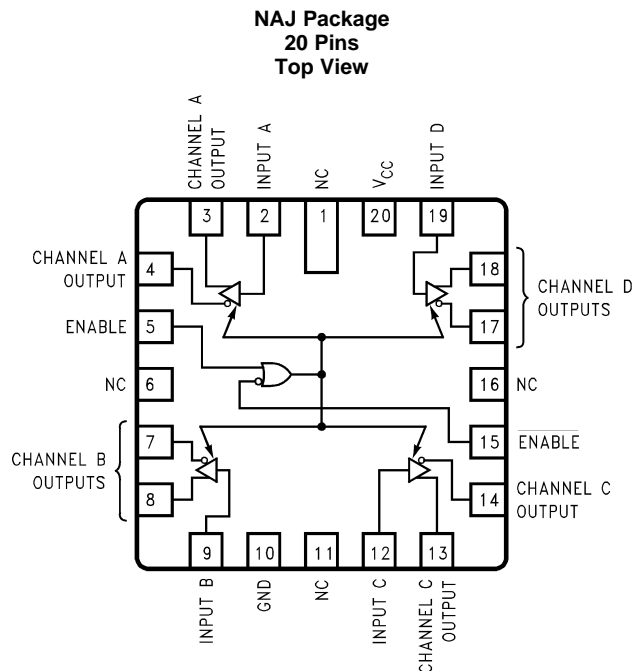 NAJ Package
20 Pins
Top View
CHANNEL A
OUTPUT
INPUT A
NC
VCC
INPUT D
3
2
1
20
19
CHANNEL A
OUTPUT
4
18
CHANNEL D
OUTPUTS
ENABLE
5
17
NC
6
16
NC
CHANNEL B
OUTPUTS
7
15
ENABLE
8
14
CHANNEL C
OUTPUT
9
10
11
12
13
INPUT B
GND
NC
INPUT C
CHANNEL C
OUTPUT